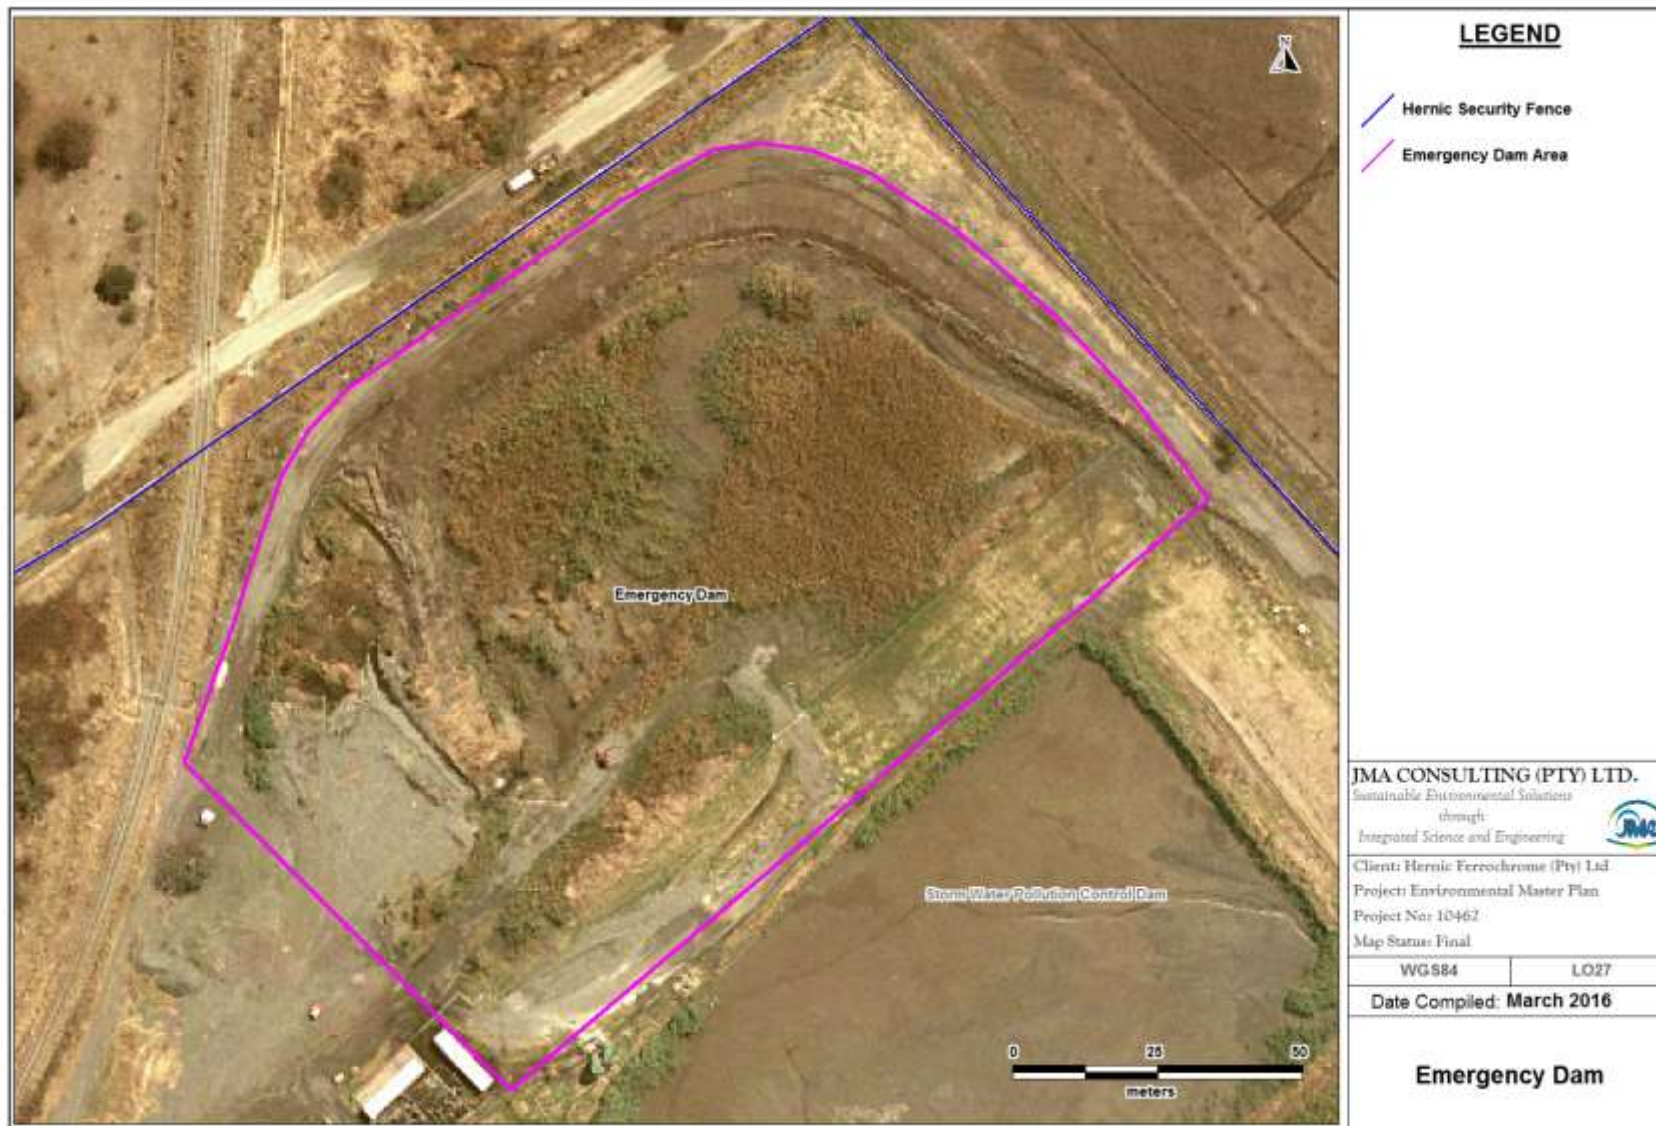 LEGEND
N
Hernic Security Fence
Emergency Dam Area
Emergency Dam
Storm Water Pollution Control Dam
0 25 50
meters
JMA CONSULTING (PTY) LTD.
Sustainable Environmental Solutions
through
Integrated Science and Engineering
JMA
Client: Hernic Ferrochrome (Pty) Ltd
Project: Environmental Master Plan
Project No: 10462
Map Status: Final
WGS84 LO27
Date Compiled: March 2016
Emergency Dam